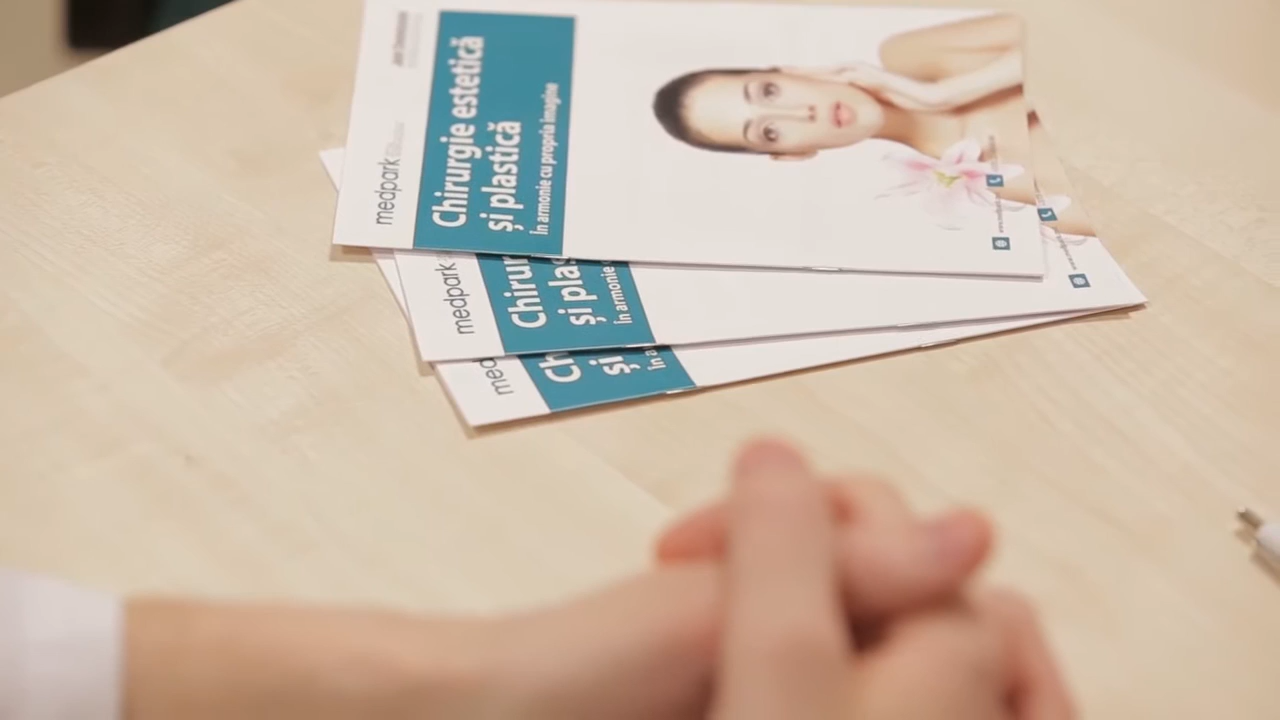 medpark
Chirurgie estetică
și plastică
În armonie cu propria imagine
medpark
Chirur
și pla
În armonie
med
Ch
și
În a